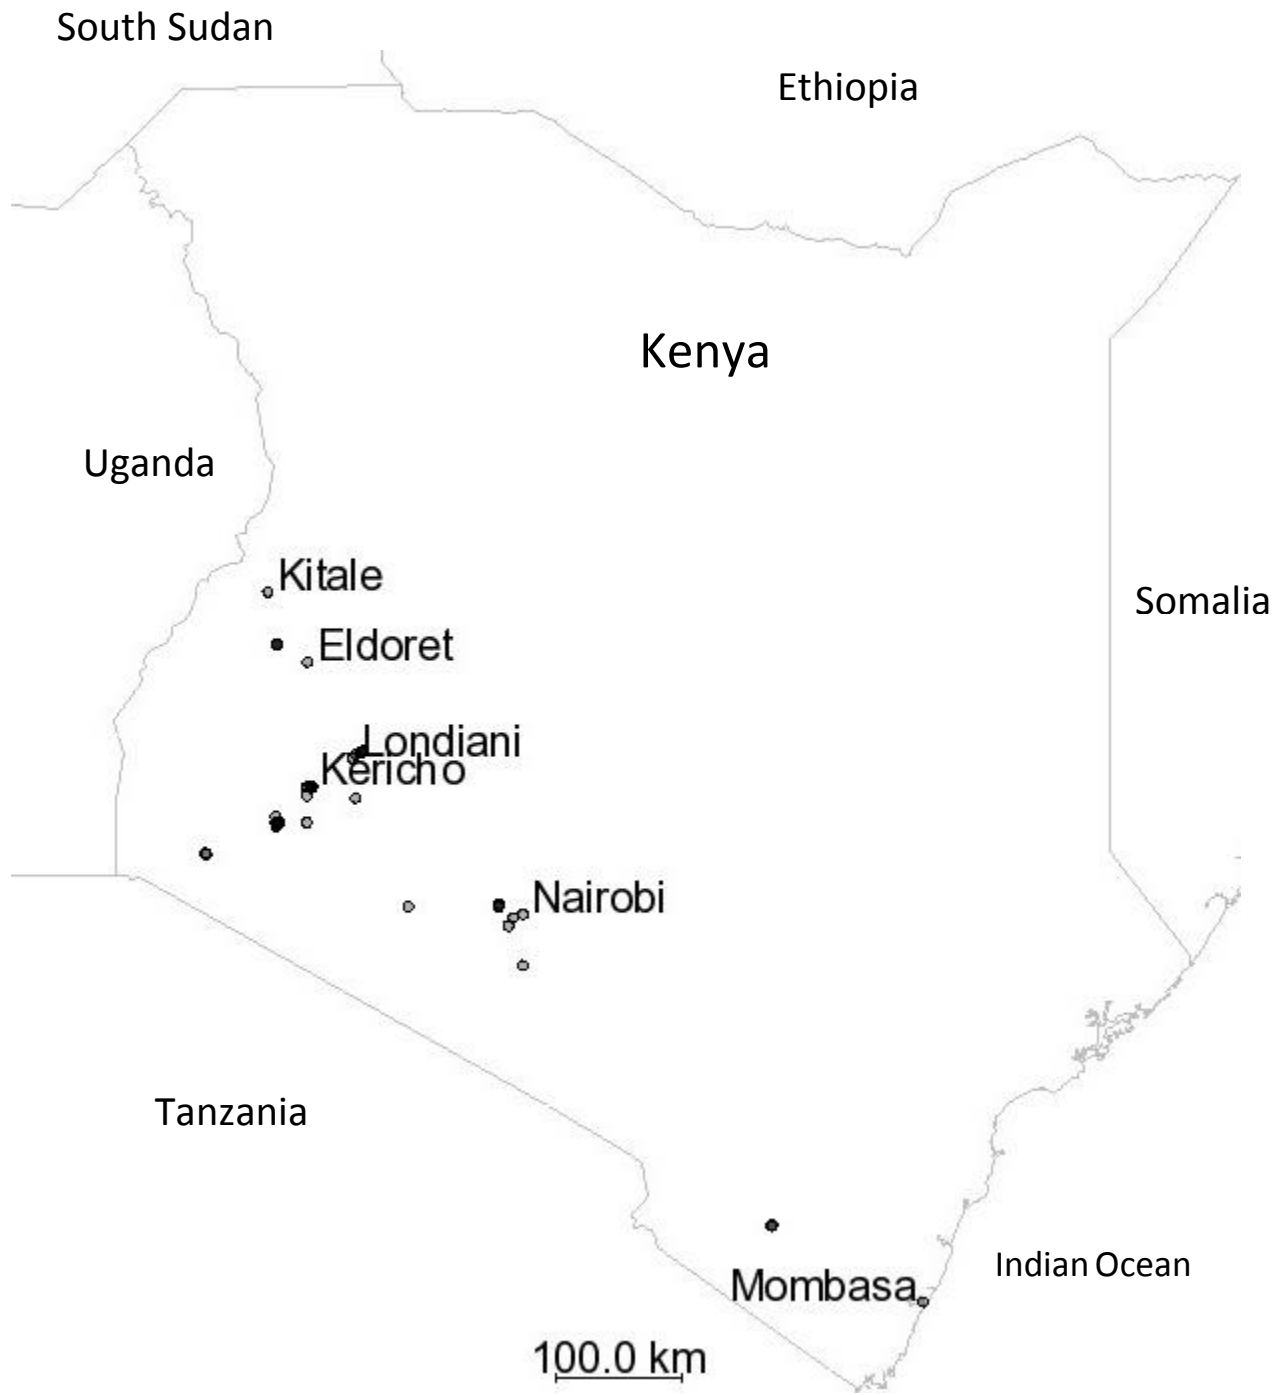 South Sudan
Ethiopia
Kenya
Uganda
Kitale
Somalia
Eldoret
Londiani
Kericho
Nairobi
Tanzania
Indian Ocean
Mombasa
100.0 km